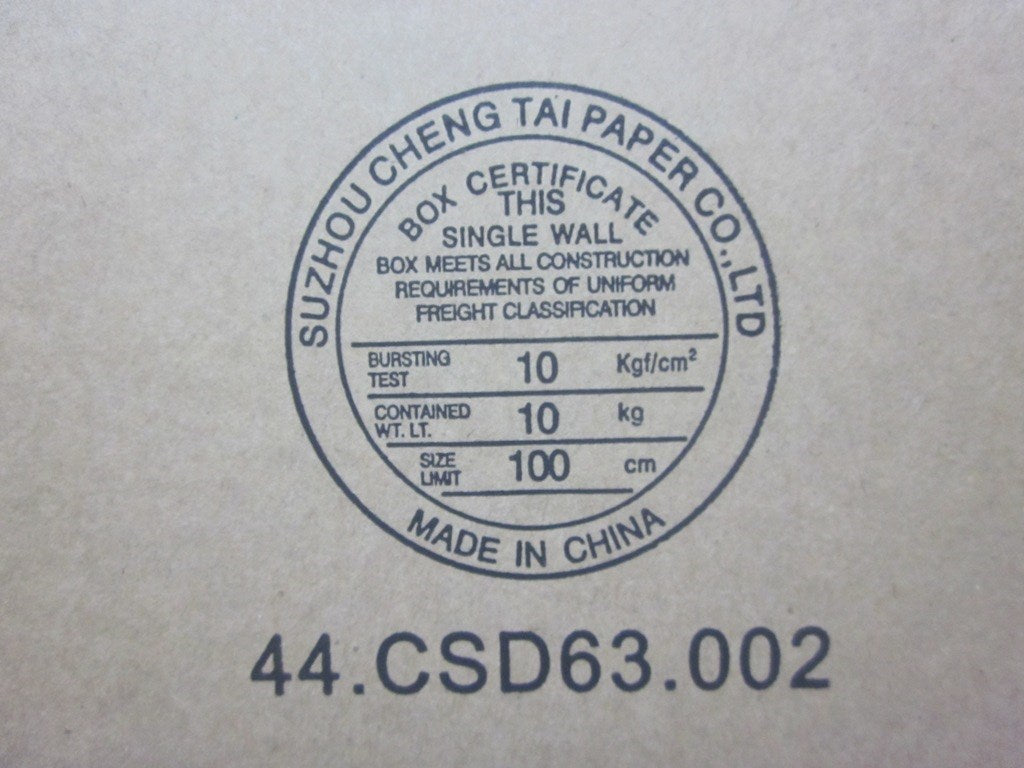 SUZHOU CHENG TAI PAPER CO.,LTD
BOX CERTIFICATE
THIS
SINGLE WALL
BOX MEETS ALL CONSTRUCTION
REQUIREMENTS OF UNIFORM
FREIGHT CLASSIFICATION
BURSTING TEST 10 Kgf/cm²
CONTAINED WT. LT. 10 kg
SIZE LIMIT 100 cm
MADE IN CHINA
44.CSD63.002